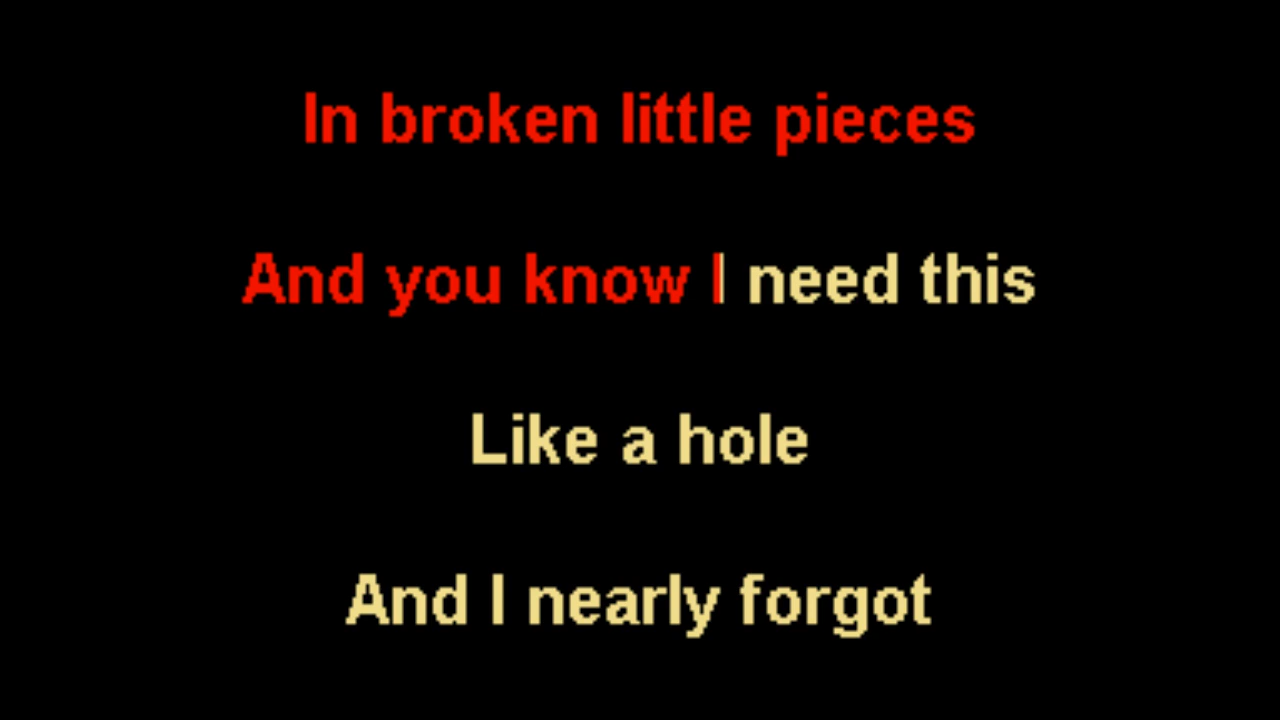 In broken little pieces
And you know I need this
Like a hole
And I nearly forgot